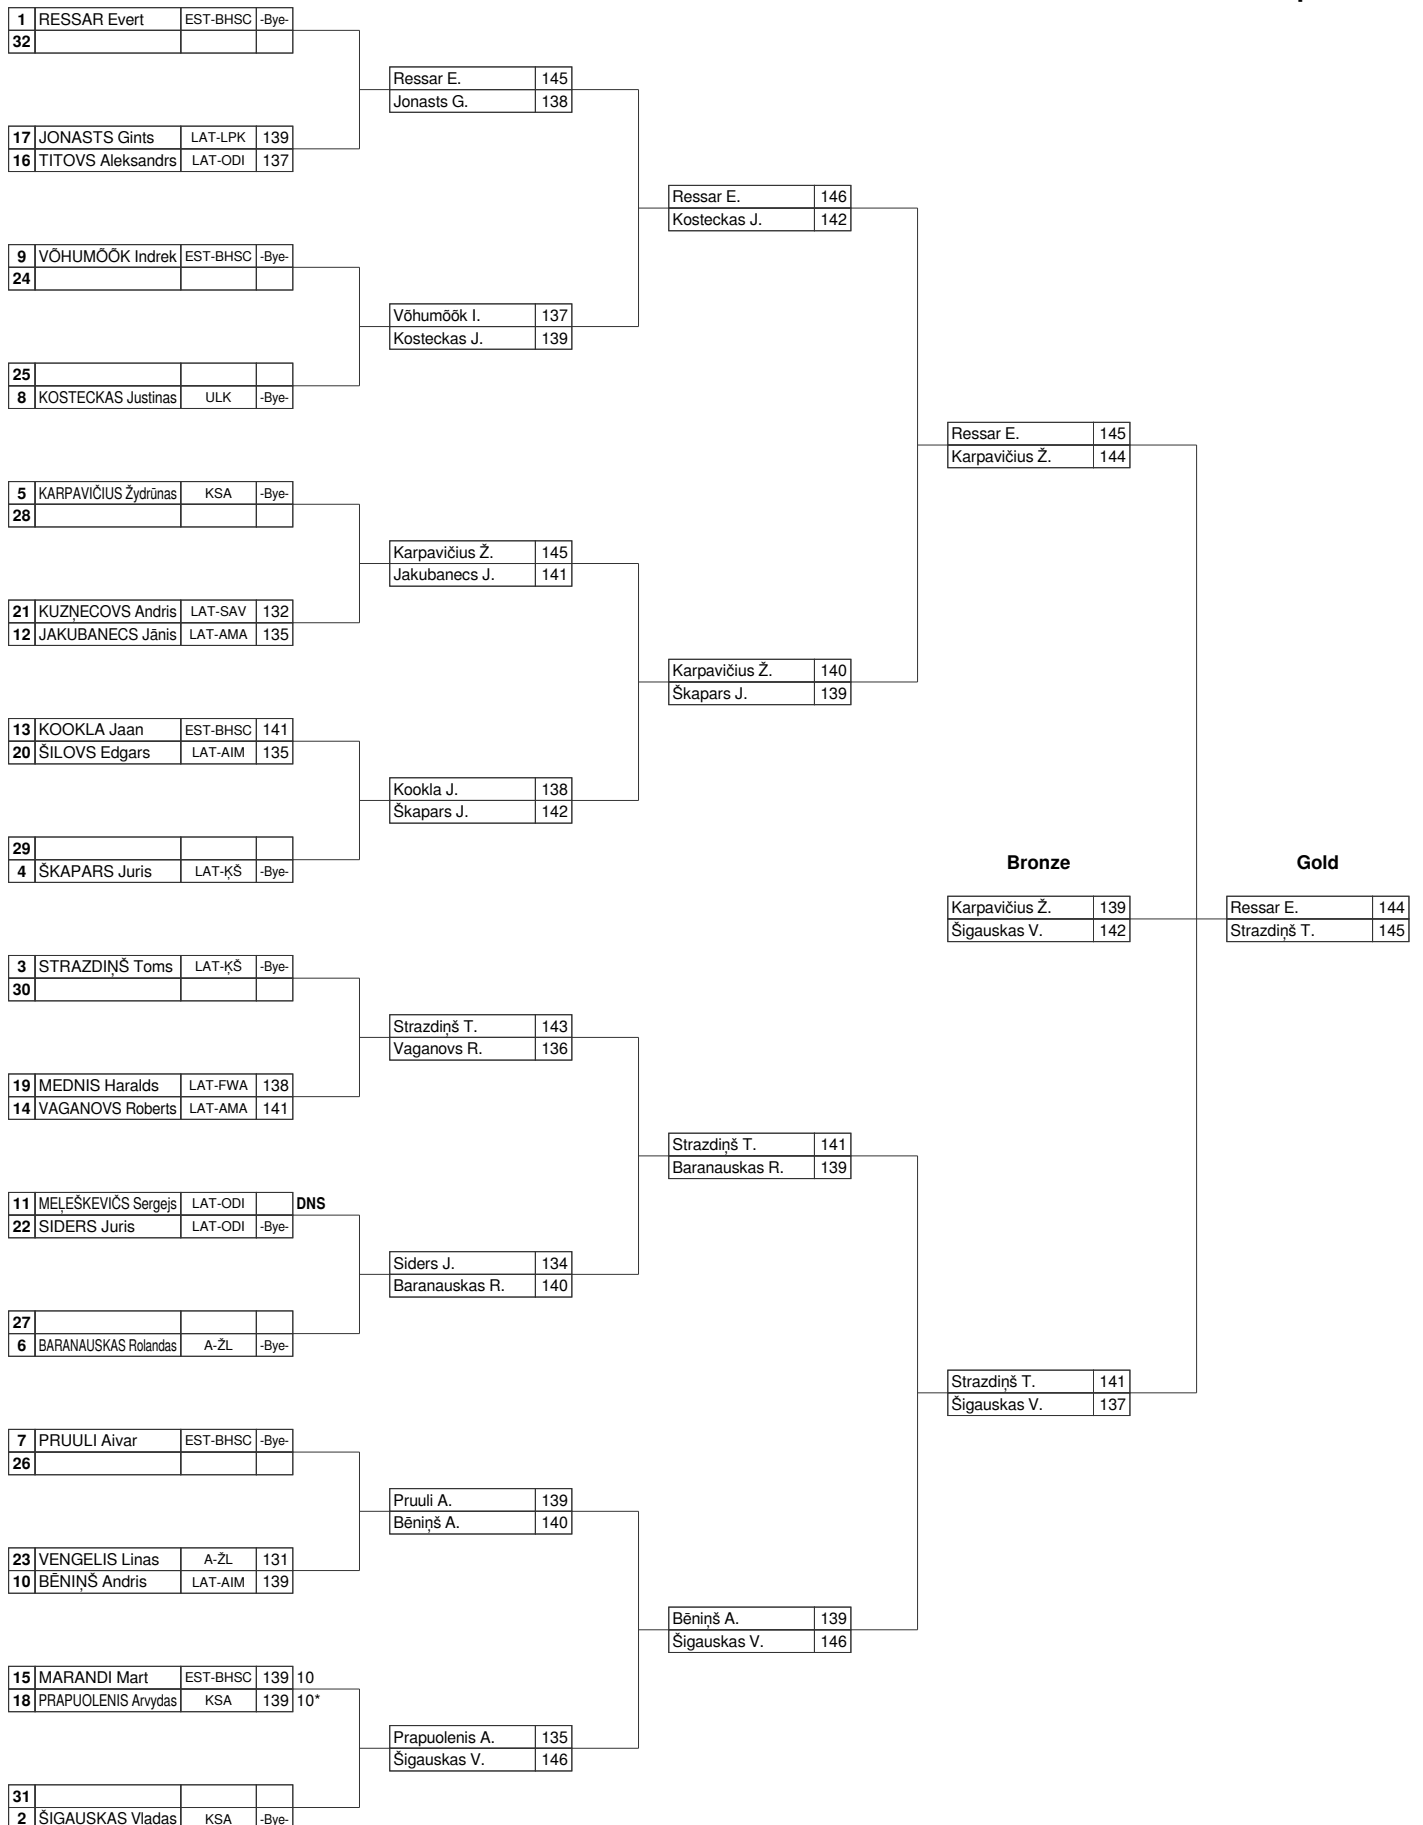 1 RESSAR Evert EST-BHSC -Bye-
32
Ressar E. 145
Jonasts G. 138
17 JONASTS Gints LAT-LPK 139
16 TITOVS Aleksandrs LAT-ODI 137
Ressar E. 146
Kosteckas J. 142
9 VÕHUMÕÕK Indrek EST-BHSC -Bye-
24
Võhumõõk I. 137
Kosteckas J. 139
25
8 KOSTECKAS Justinas ULK -Bye-
Ressar E. 145
Karpavičius Ž. 144
5 KARPAVIČIUS Žydrūnas KSA -Bye-
28
Karpavičius Ž. 145
Jakubanecs J. 141
21 KUZŅECOVS Andris LAT-SAV 132
12 JAKUBANECS Jānis LAT-AMA 135
Karpavičius Ž. 140
Škapars J. 139
13 KOOKLA Jaan EST-BHSC 141
20 ŠILOVS Edgars LAT-AIM 135
Kookla J. 138
Škapars J. 142
29
4 ŠKAPARS Juris LAT-ĶŠ -Bye-
Bronze Gold
Karpavičius Ž. 139 Ressar E. 144
Šigauskas V. 142 Strazdiņš T. 145
3 STRAZDIŅŠ Toms LAT-ĶŠ -Bye-
30
Strazdiņš T. 143
Vaganovs R. 136
19 MEDNIS Haralds LAT-FWA 138
14 VAGANOVS Roberts LAT-AMA 141
Strazdiņš T. 141
Baranauskas R. 139
11 MEĻEŠKEVIČS Sergejs LAT-ODI DNS
22 SIDERS Juris LAT-ODI -Bye-
Siders J. 134
Baranauskas R. 140
27
6 BARANAUSKAS Rolandas A-ŽL -Bye-
Strazdiņš T. 141
Šigauskas V. 137
7 PRUULI Aivar EST-BHSC -Bye-
26
Pruuli A. 139
Bēniņš A. 140
23 VENGELIS Linas A-ŽL 131
10 BĒNIŅŠ Andris LAT-AIM 139
Bēniņš A. 139
Šigauskas V. 146
15 MARANDI Mart EST-BHSC 139 10
18 PRAPUOLENIS Arvydas KSA 139 10*
Prapuolenis A. 135
Šigauskas V. 146
31
2 ŠIGAUSKAS Vladas KSA -Bye-